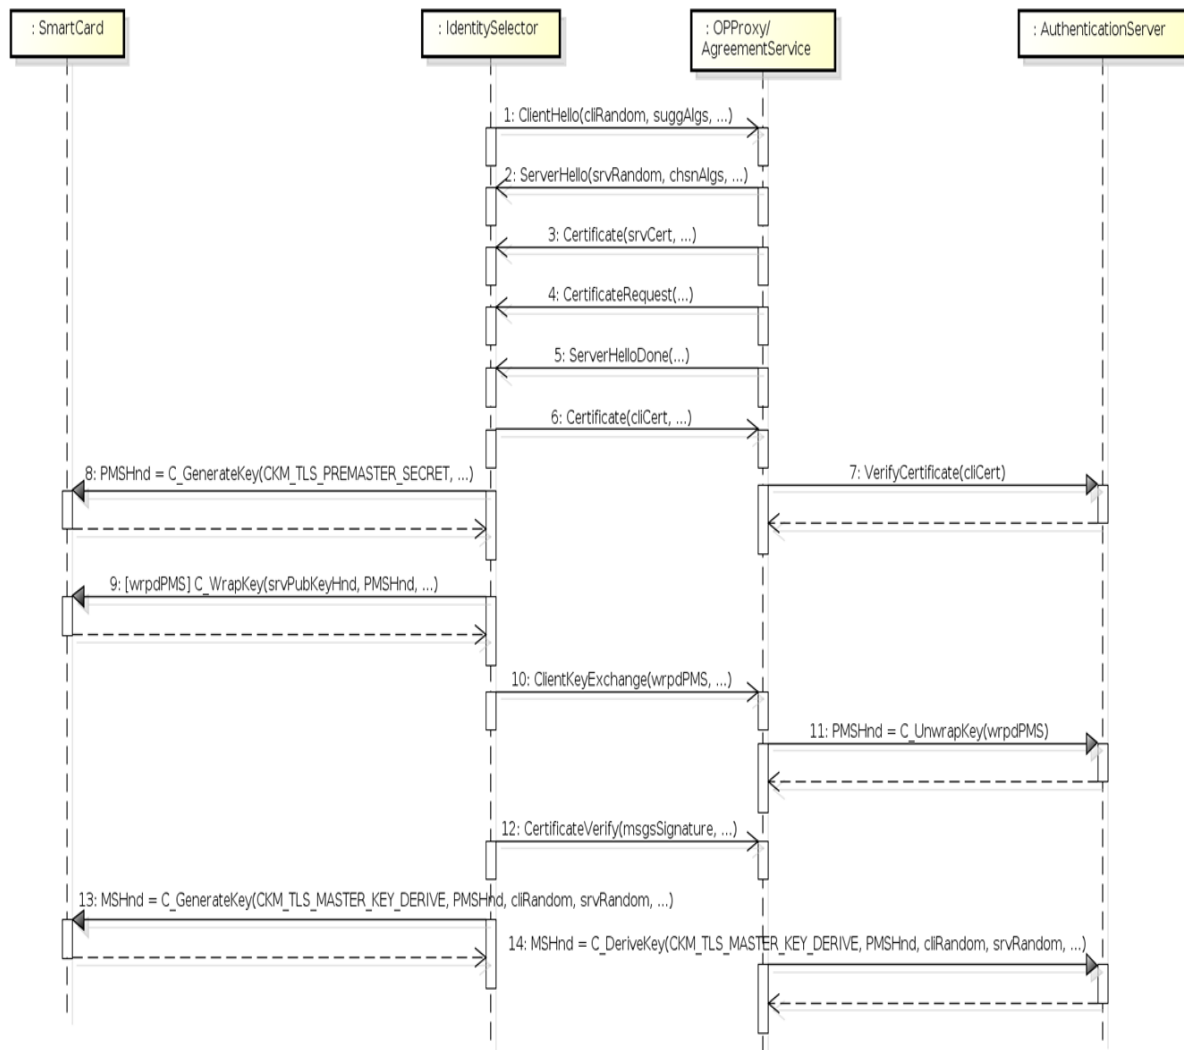 : SmartCard
: IdentitySelector
: OPProxy/
AgreementService
: AuthenticationServer
1: ClientHello(cliRandom, suggAlgs, ...)
2: ServerHello(srvRandom, chsnAlgs, ...)
3: Certificate(srvCert, ...)
4: CertificateRequest(...)
5: ServerHelloDone(...)
6: Certificate(cliCert, ...)
8: PMSHnd = C_GenerateKey(CKM_TLS_PREMASTER_SECRET, ...)
7: VerifyCertificate(cliCert)
9: [wrpdPMS] C_WrapKey(srvPubKeyHnd, PMSHnd, ...)
10: ClientKeyExchange(wrpdPMS, ...)
11: PMSHnd = C_UnwrapKey(wrpdPMS)
12: CertificateVerify(msgsSignature, ...)
13: MSHnd = C_GenerateKey(CKM_TLS_MASTER_KEY_DERIVE, PMSHnd, cliRandom, srvRandom, ...)
14: MSHnd = C_DeriveKey(CKM_TLS_MASTER_KEY_DERIVE, PMSHnd, cliRandom, srvRandom, ...)